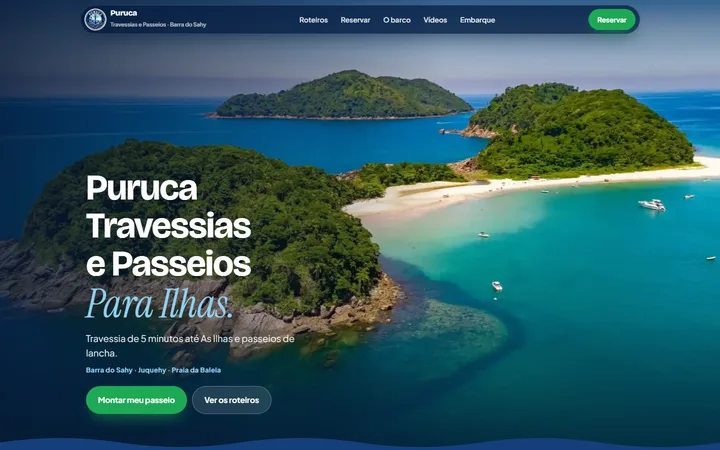 Puruca
Travessias e Passeios · Barra do Sahy
Roteiros
Reservar
O barco
Vídeos
Embarque
Reservar
Puruca
Travessias
e Passeios
Para Ilhas.
Travessia de 5 minutos até As Ilhas e passeios de
lancha.
Barra do Sahy · Juquehy · Praia da Baleia
Montar meu passeio
Ver os roteiros